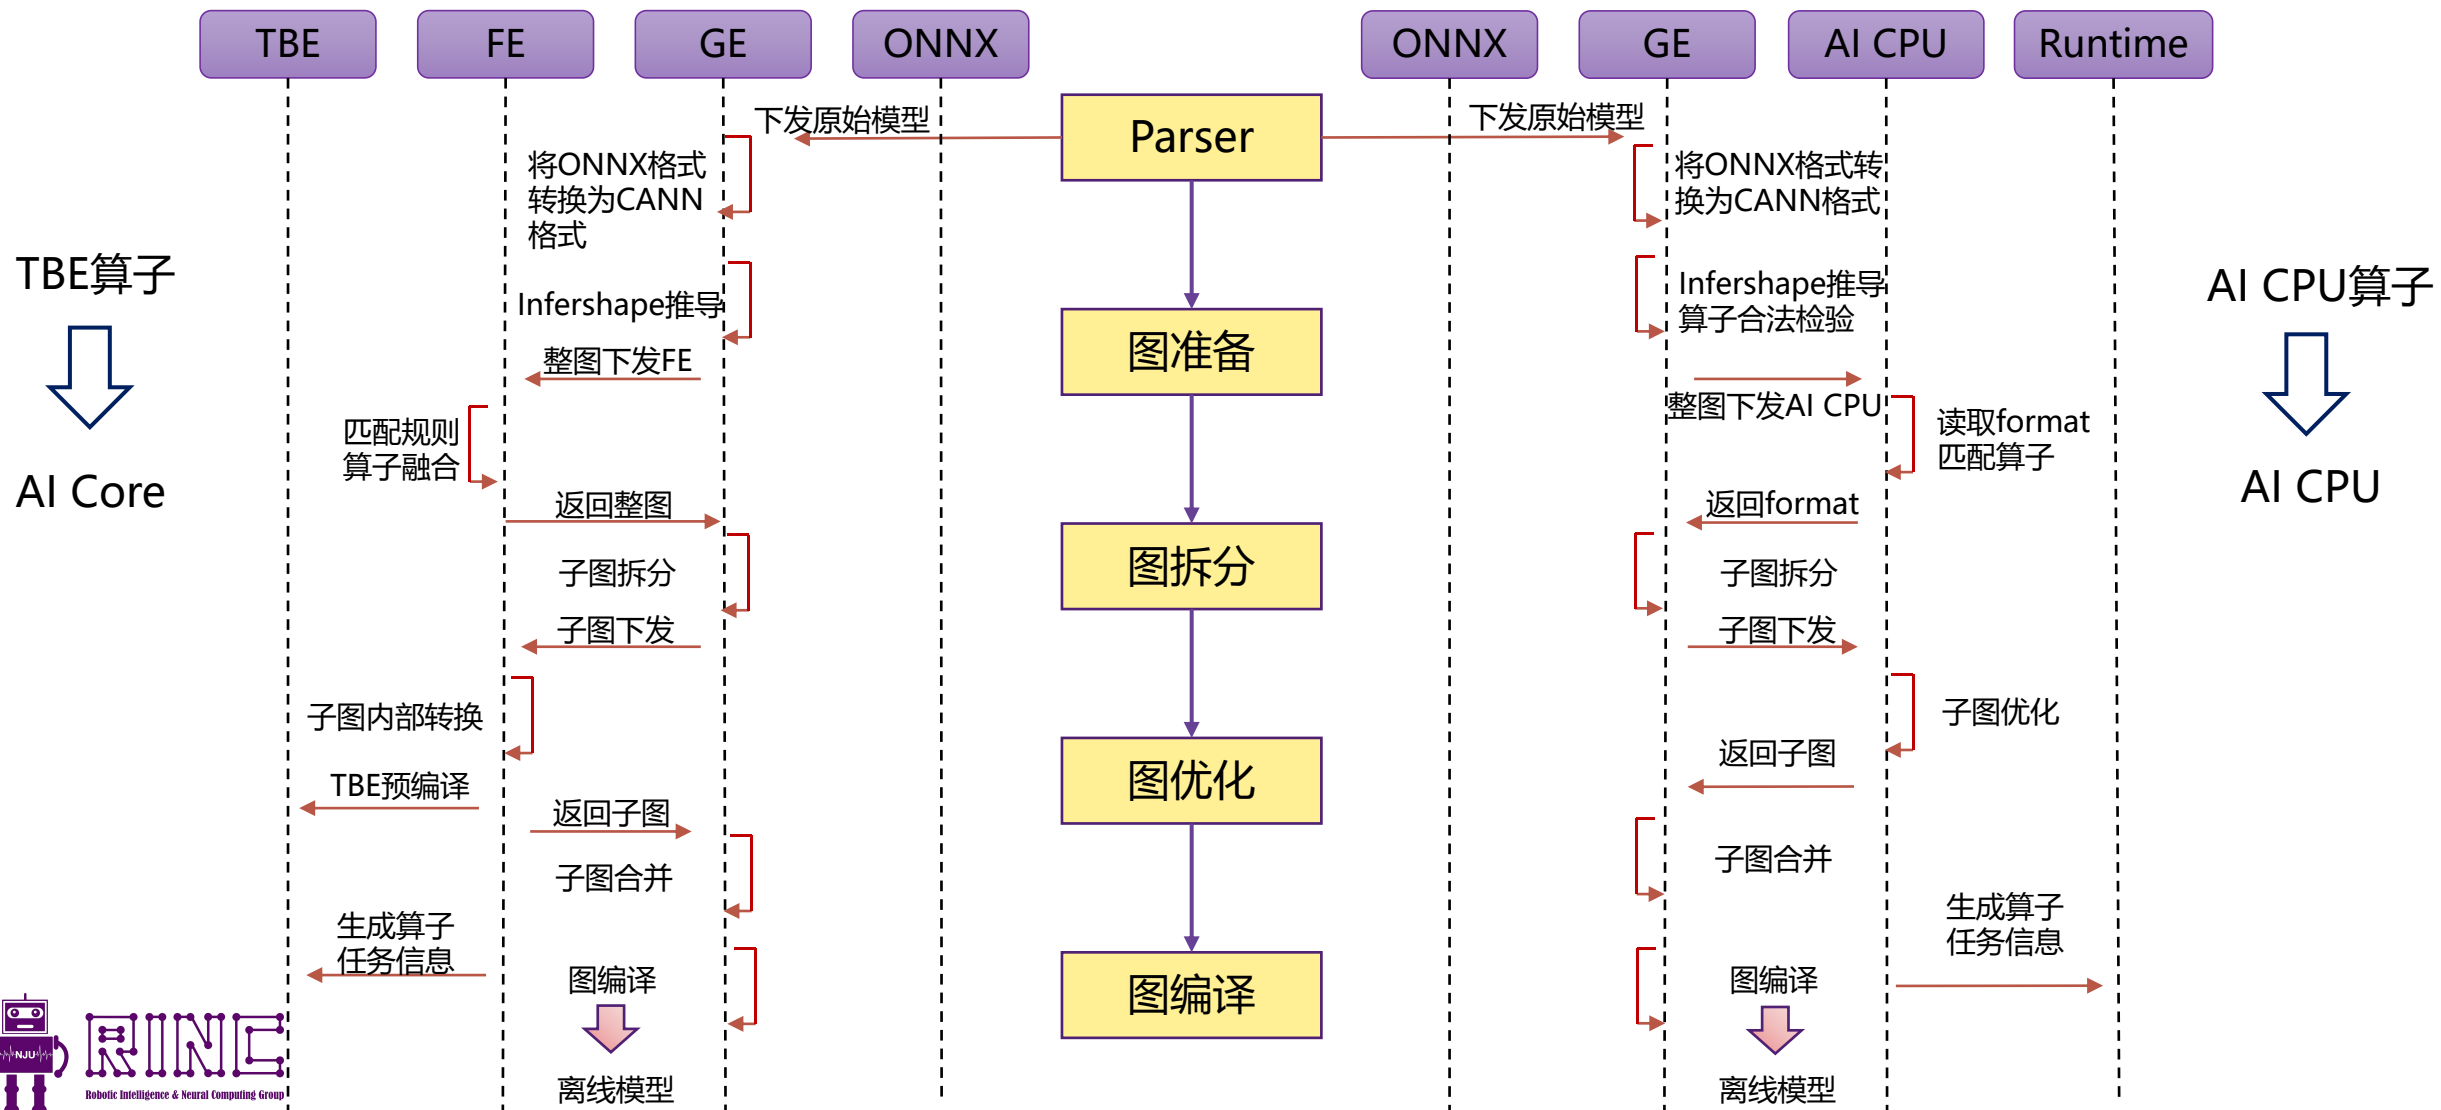 TBE
FE
GE
ONNX
ONNX
GE
AI CPU
Runtime
下发原始模型
Parser
下发原始模型
将ONNX格式
转换为CANN
格式
将ONNX格式转
换为CANN格式
TBE算子
AI Core
Infershape推导
图准备
Infershape推导
算子合法检验
AI CPU算子
AI CPU
整图下发FE
整图下发AI CPU
匹配规则
算子融合
读取format
匹配算子
返回整图
返回format
子图拆分
图拆分
子图拆分
子图下发
子图下发
子图内部转换
子图优化
TBE预编译
图优化
返回子图
返回子图
子图合并
子图合并
生成算子
任务信息
生成算子
任务信息
图编译
图编译
图编译
离线模型
离线模型
NJU
RINC
Robotic Intelligence & Neural Computing Group